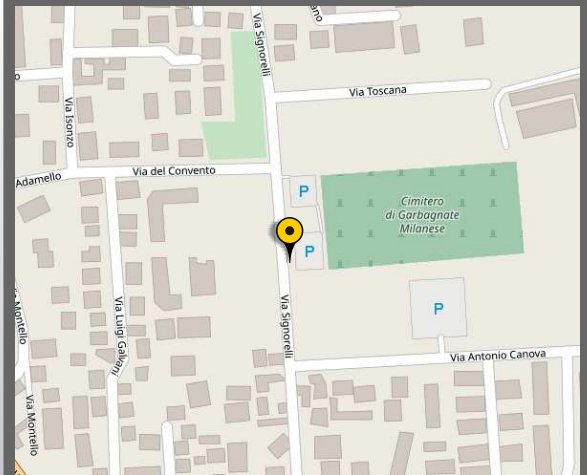 Via Signorelli
Via Toscana
Via Isonzo
Via del Convento
Adamello
P
Cimitero
di Garbagnate
Milanese
P
P
Via Signorelli
Via Luigi Galvani
Montello
Via Montello
Via Antonio Canova